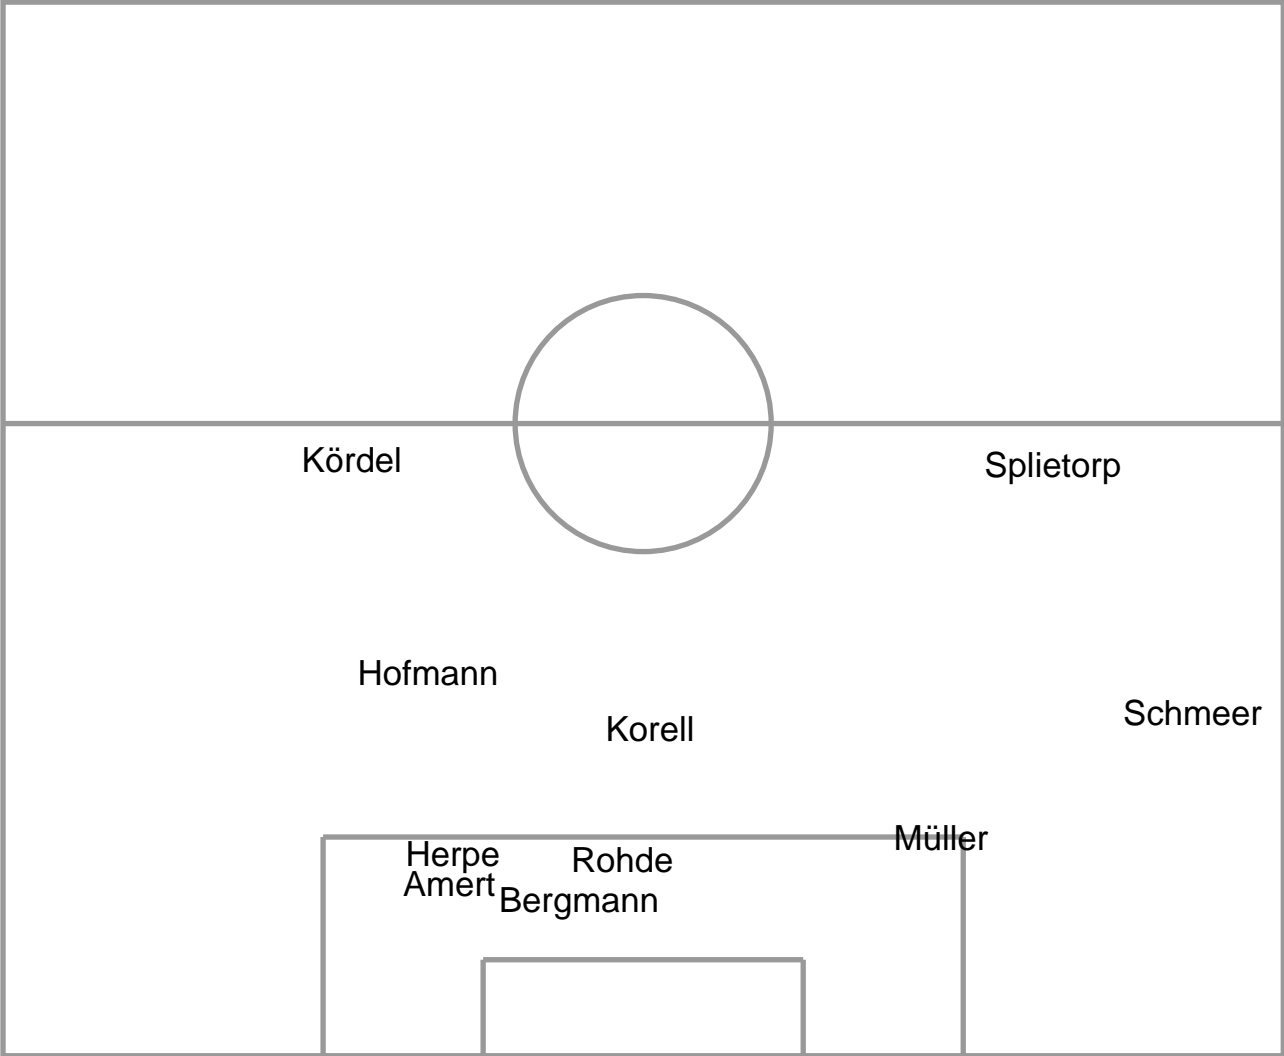 Kördel
Splietorp
Hofmann
Schmeer
Korell
Müller
Herpe
Rohde
Amert
Bergmann